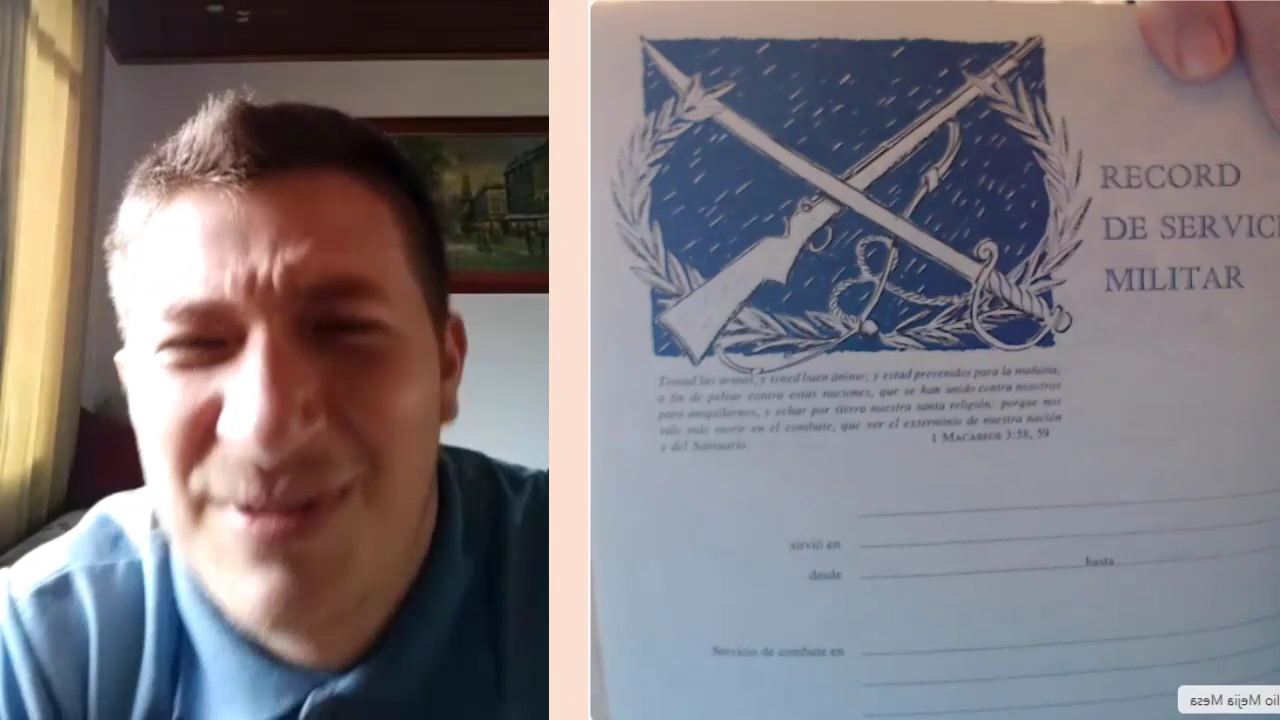 RECORD
DE SERVIC
MILITAR
Tomad las armas, y tened buen ánimo; y estad prevenidos para la mañana,
a fin de pelear contra estas naciones, que se han unido contra nosotros
para aniquilarnos, y echar por tierra nuestra santa religión; porque nos
vale más morir en el combate, que ver el exterminio de nuestra nación
y del Santuario.
1 MACABEOS 3:58, 59
sirvió en
desde hasta
Servicio de combate en
lio Mejia Mesa